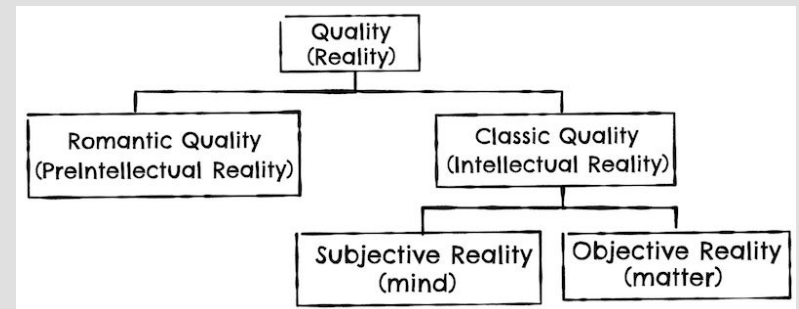 Quality
(Reality)
Romantic Quality
(PreIntellectual Reality)
Classic Quality
(Intellectual Reality)
Subjective Reality
(mind)
Objective Reality
(matter)